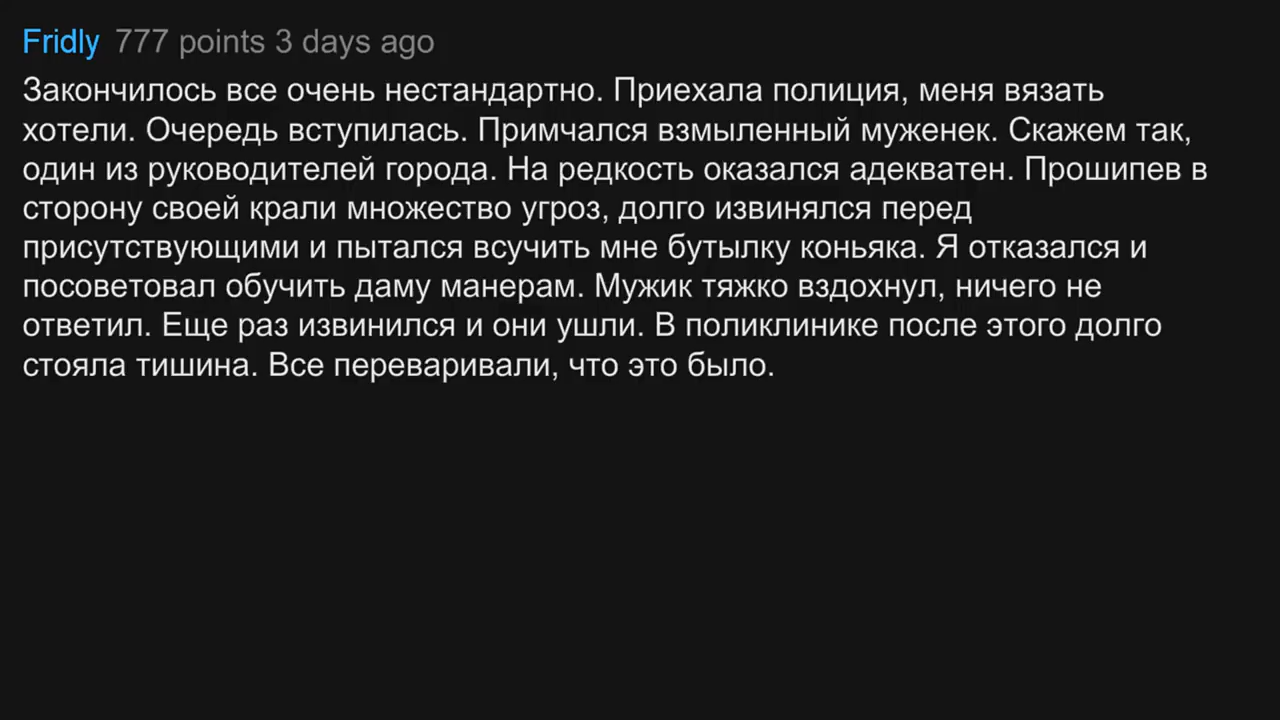 Fridly 777 points 3 days ago
Закончилось все очень нестандартно. Приехала полиция, меня вязать
хотели. Очередь вступилась. Примчался взмыленный муженек. Скажем так,
один из руководителей города. На редкость оказался адекватен. Прошипев в
сторону своей крали множество угроз, долго извинялся перед
присутствующими и пытался всучить мне бутылку коньяка. Я отказался и
посоветовал обучить даму манерам. Мужик тяжко вздохнул, ничего не
ответил. Еще раз извинился и они ушли. В поликлинике после этого долго
стояла тишина. Все переваривали, что это было.